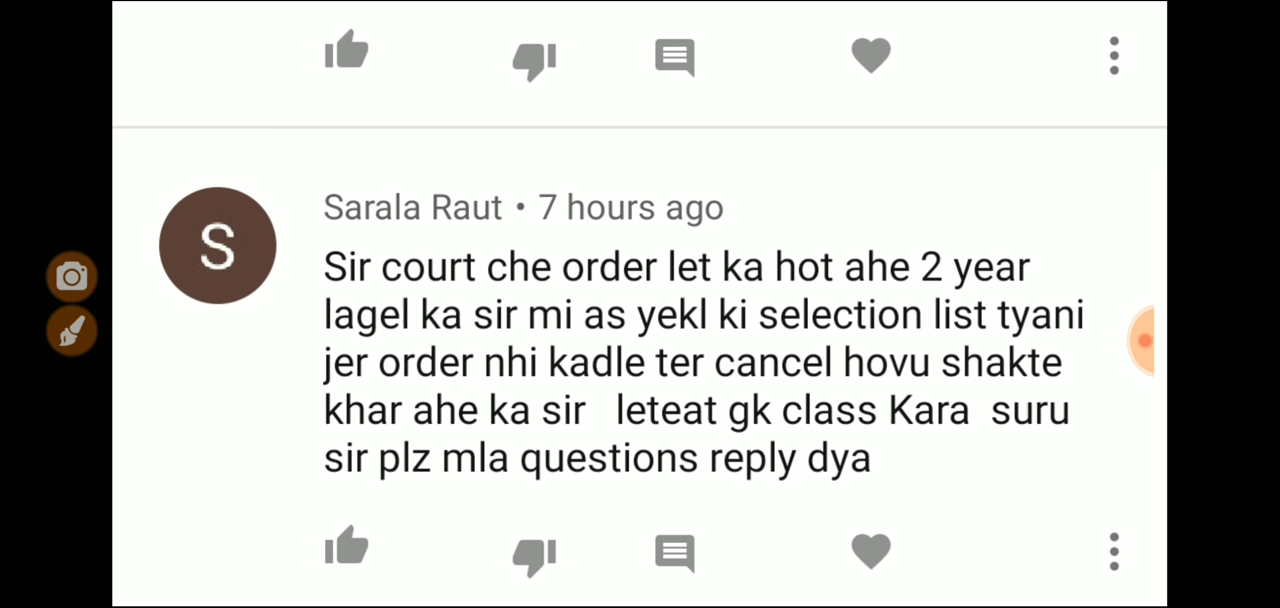 Sarala Raut • 7 hours ago
S
Sir court che order let ka hot ahe 2 year
lagel ka sir mi as yekl ki selection list tyani
jer order nhi kadle ter cancel hovu shakte
khar ahe ka sir leteat gk class Kara suru
sir plz mla questions reply dya